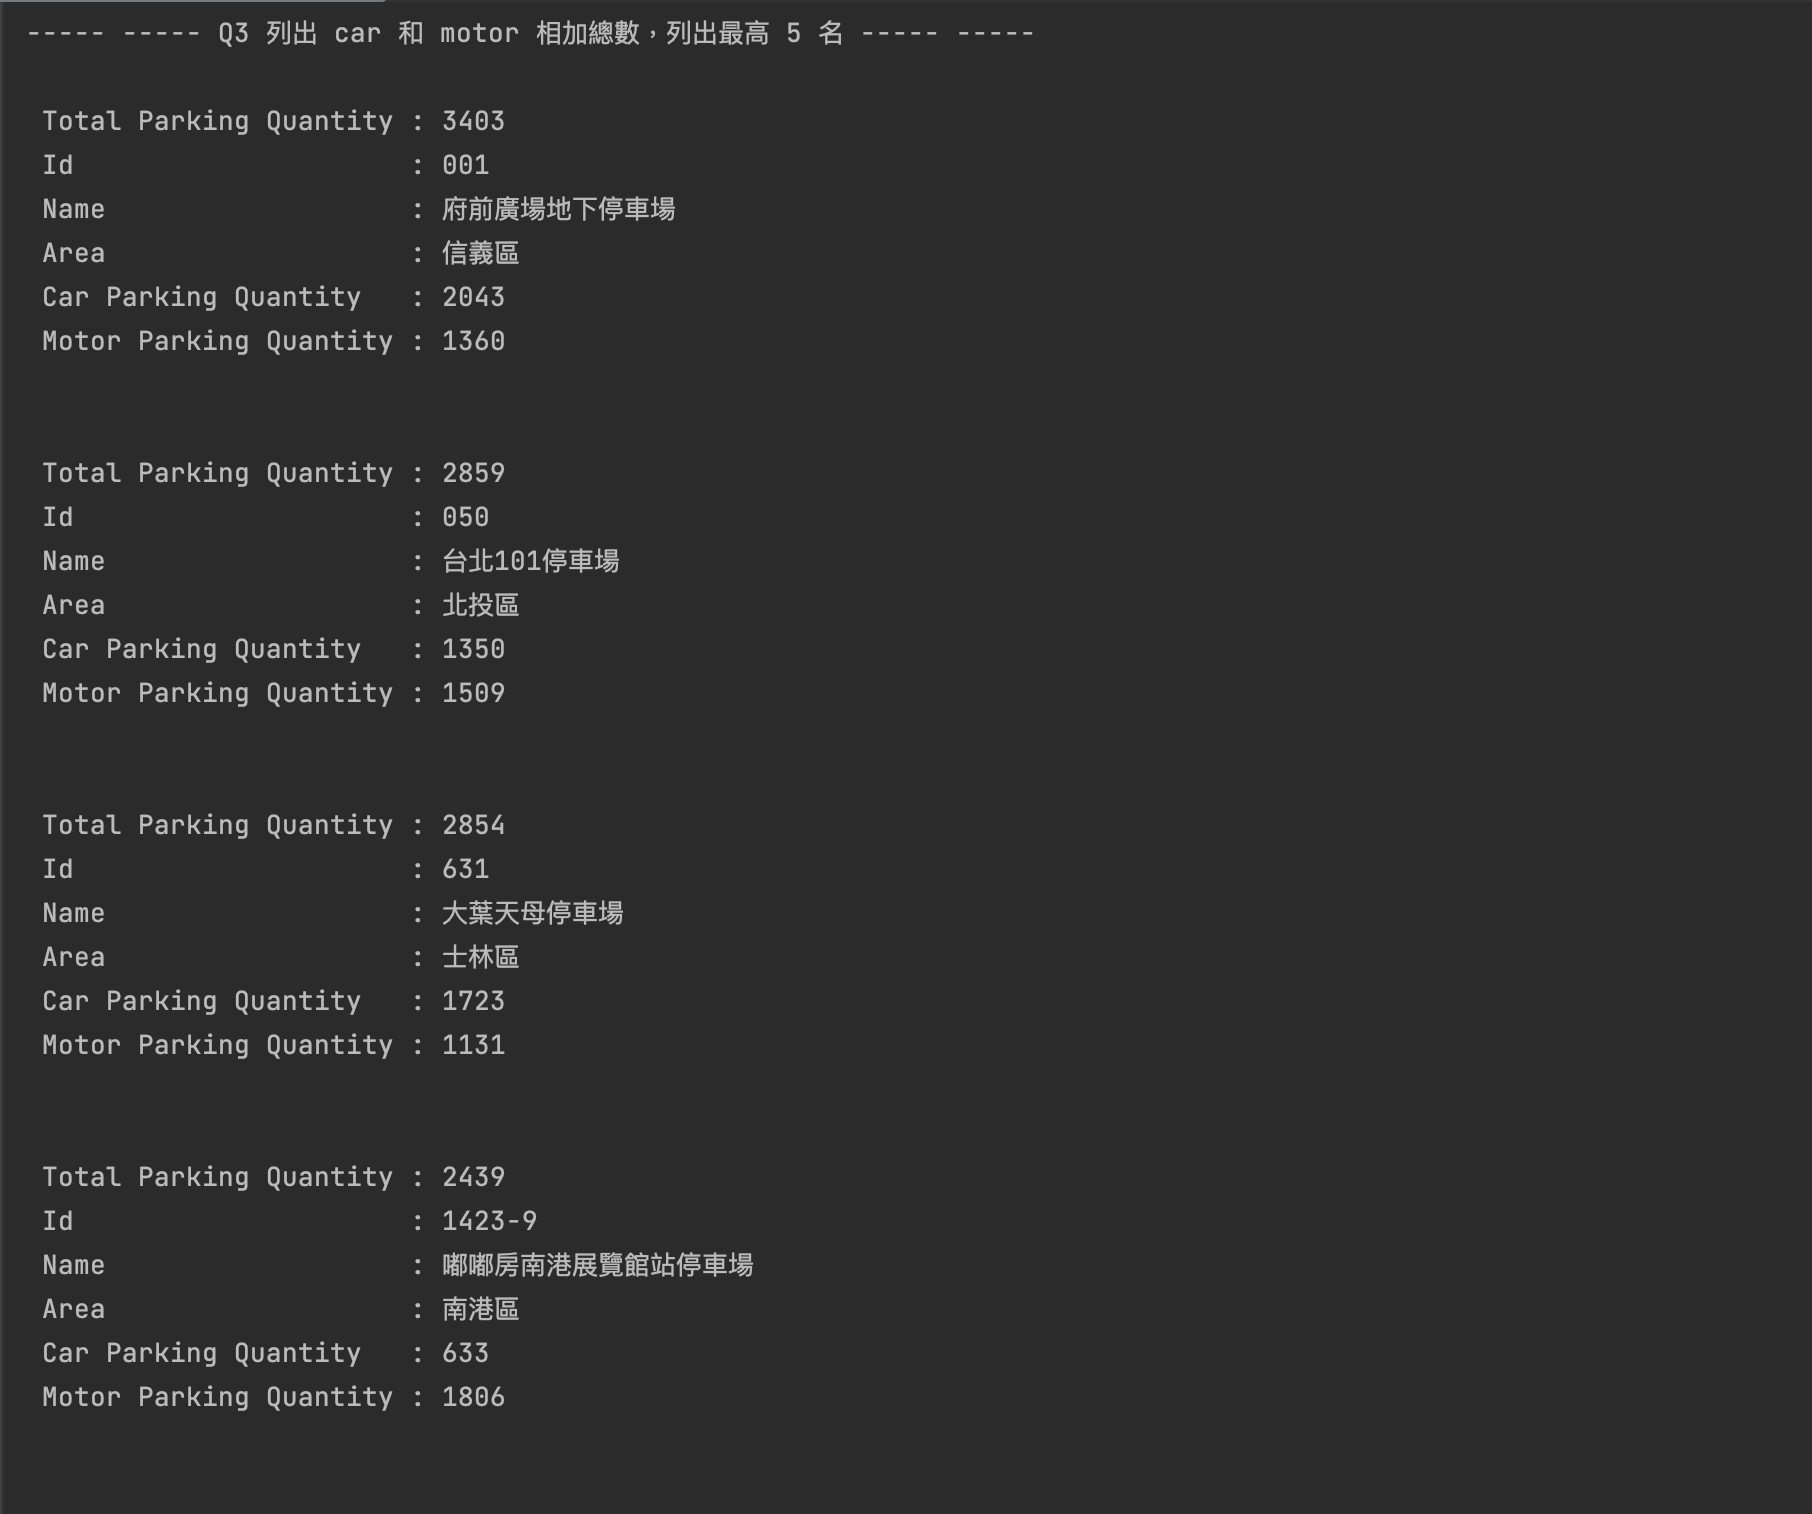 ----- ----- Q3 列出 car 和 motor 相加總數，列出最高 5 名 ----- -----
Total Parking Quantity : 3403
Id                     : 001
Name                   : 府前廣場地下停車場
Area                   : 信義區
Car Parking Quantity   : 2043
Motor Parking Quantity : 1360
Total Parking Quantity : 2859
Id                     : 050
Name                   : 台北101停車場
Area                   : 北投區
Car Parking Quantity   : 1350
Motor Parking Quantity : 1509
Total Parking Quantity : 2854
Id                     : 631
Name                   : 大葉天母停車場
Area                   : 士林區
Car Parking Quantity   : 1723
Motor Parking Quantity : 1131
Total Parking Quantity : 2439
Id                     : 1423-9
Name                   : 嘟嘟房南港展覽館站停車場
Area                   : 南港區
Car Parking Quantity   : 633
Motor Parking Quantity : 1806